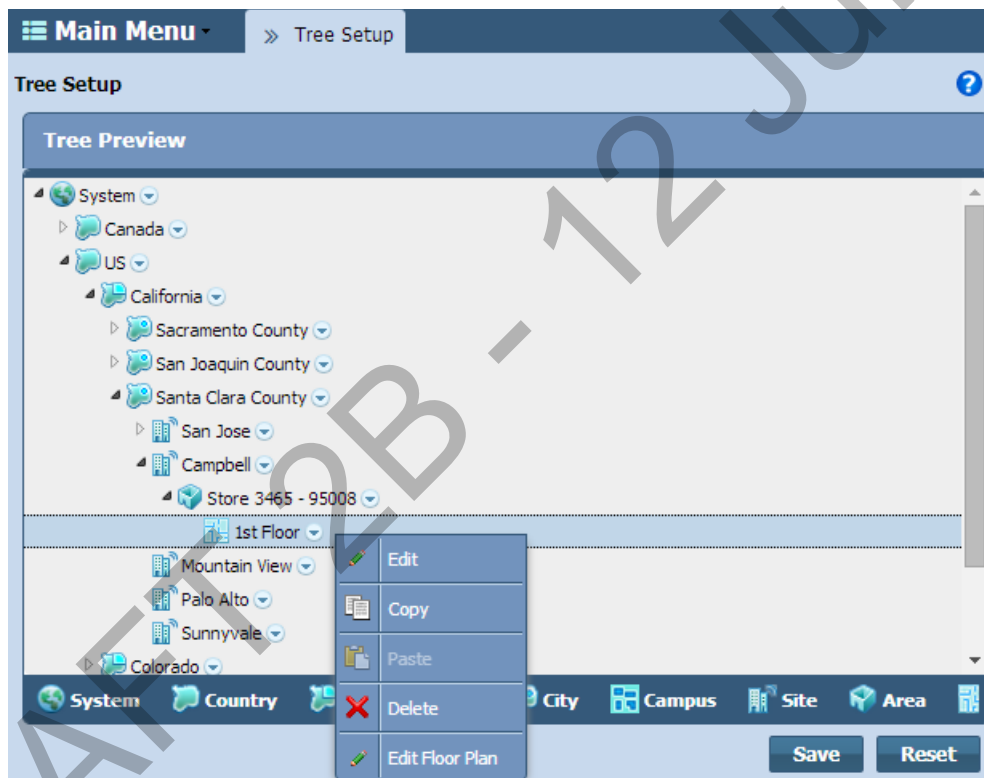 Main Menu
» Tree Setup
Tree Setup
?
Tree Preview
System
Canada
US
California
Sacramento County
San Joaquin County
Santa Clara County
San Jose
Campbell
Store 3465 - 95008
1st Floor
Mountain View
Palo Alto
Sunnyvale
Colorado
Edit
Copy
Paste
Delete
Edit Floor Plan
System Country City Campus Site Area
Save Reset
AFT 2B - 12 Ju